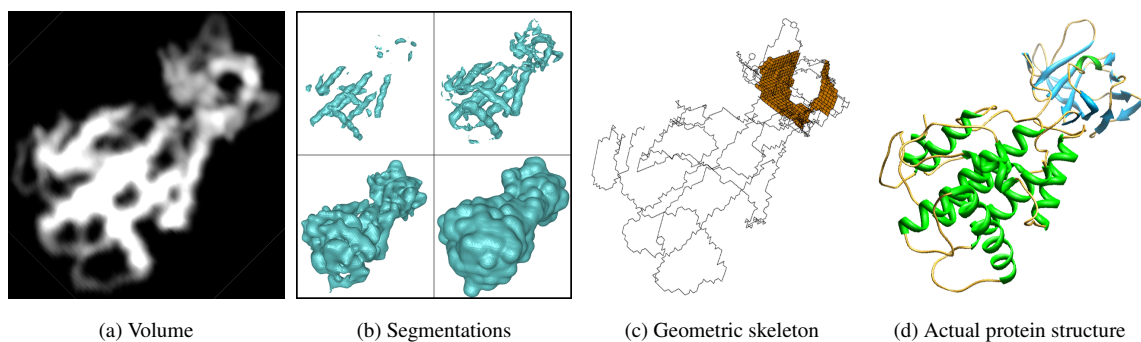 (a) Volume
(b) Segmentations
(c) Geometric skeleton
(d) Actual protein structure